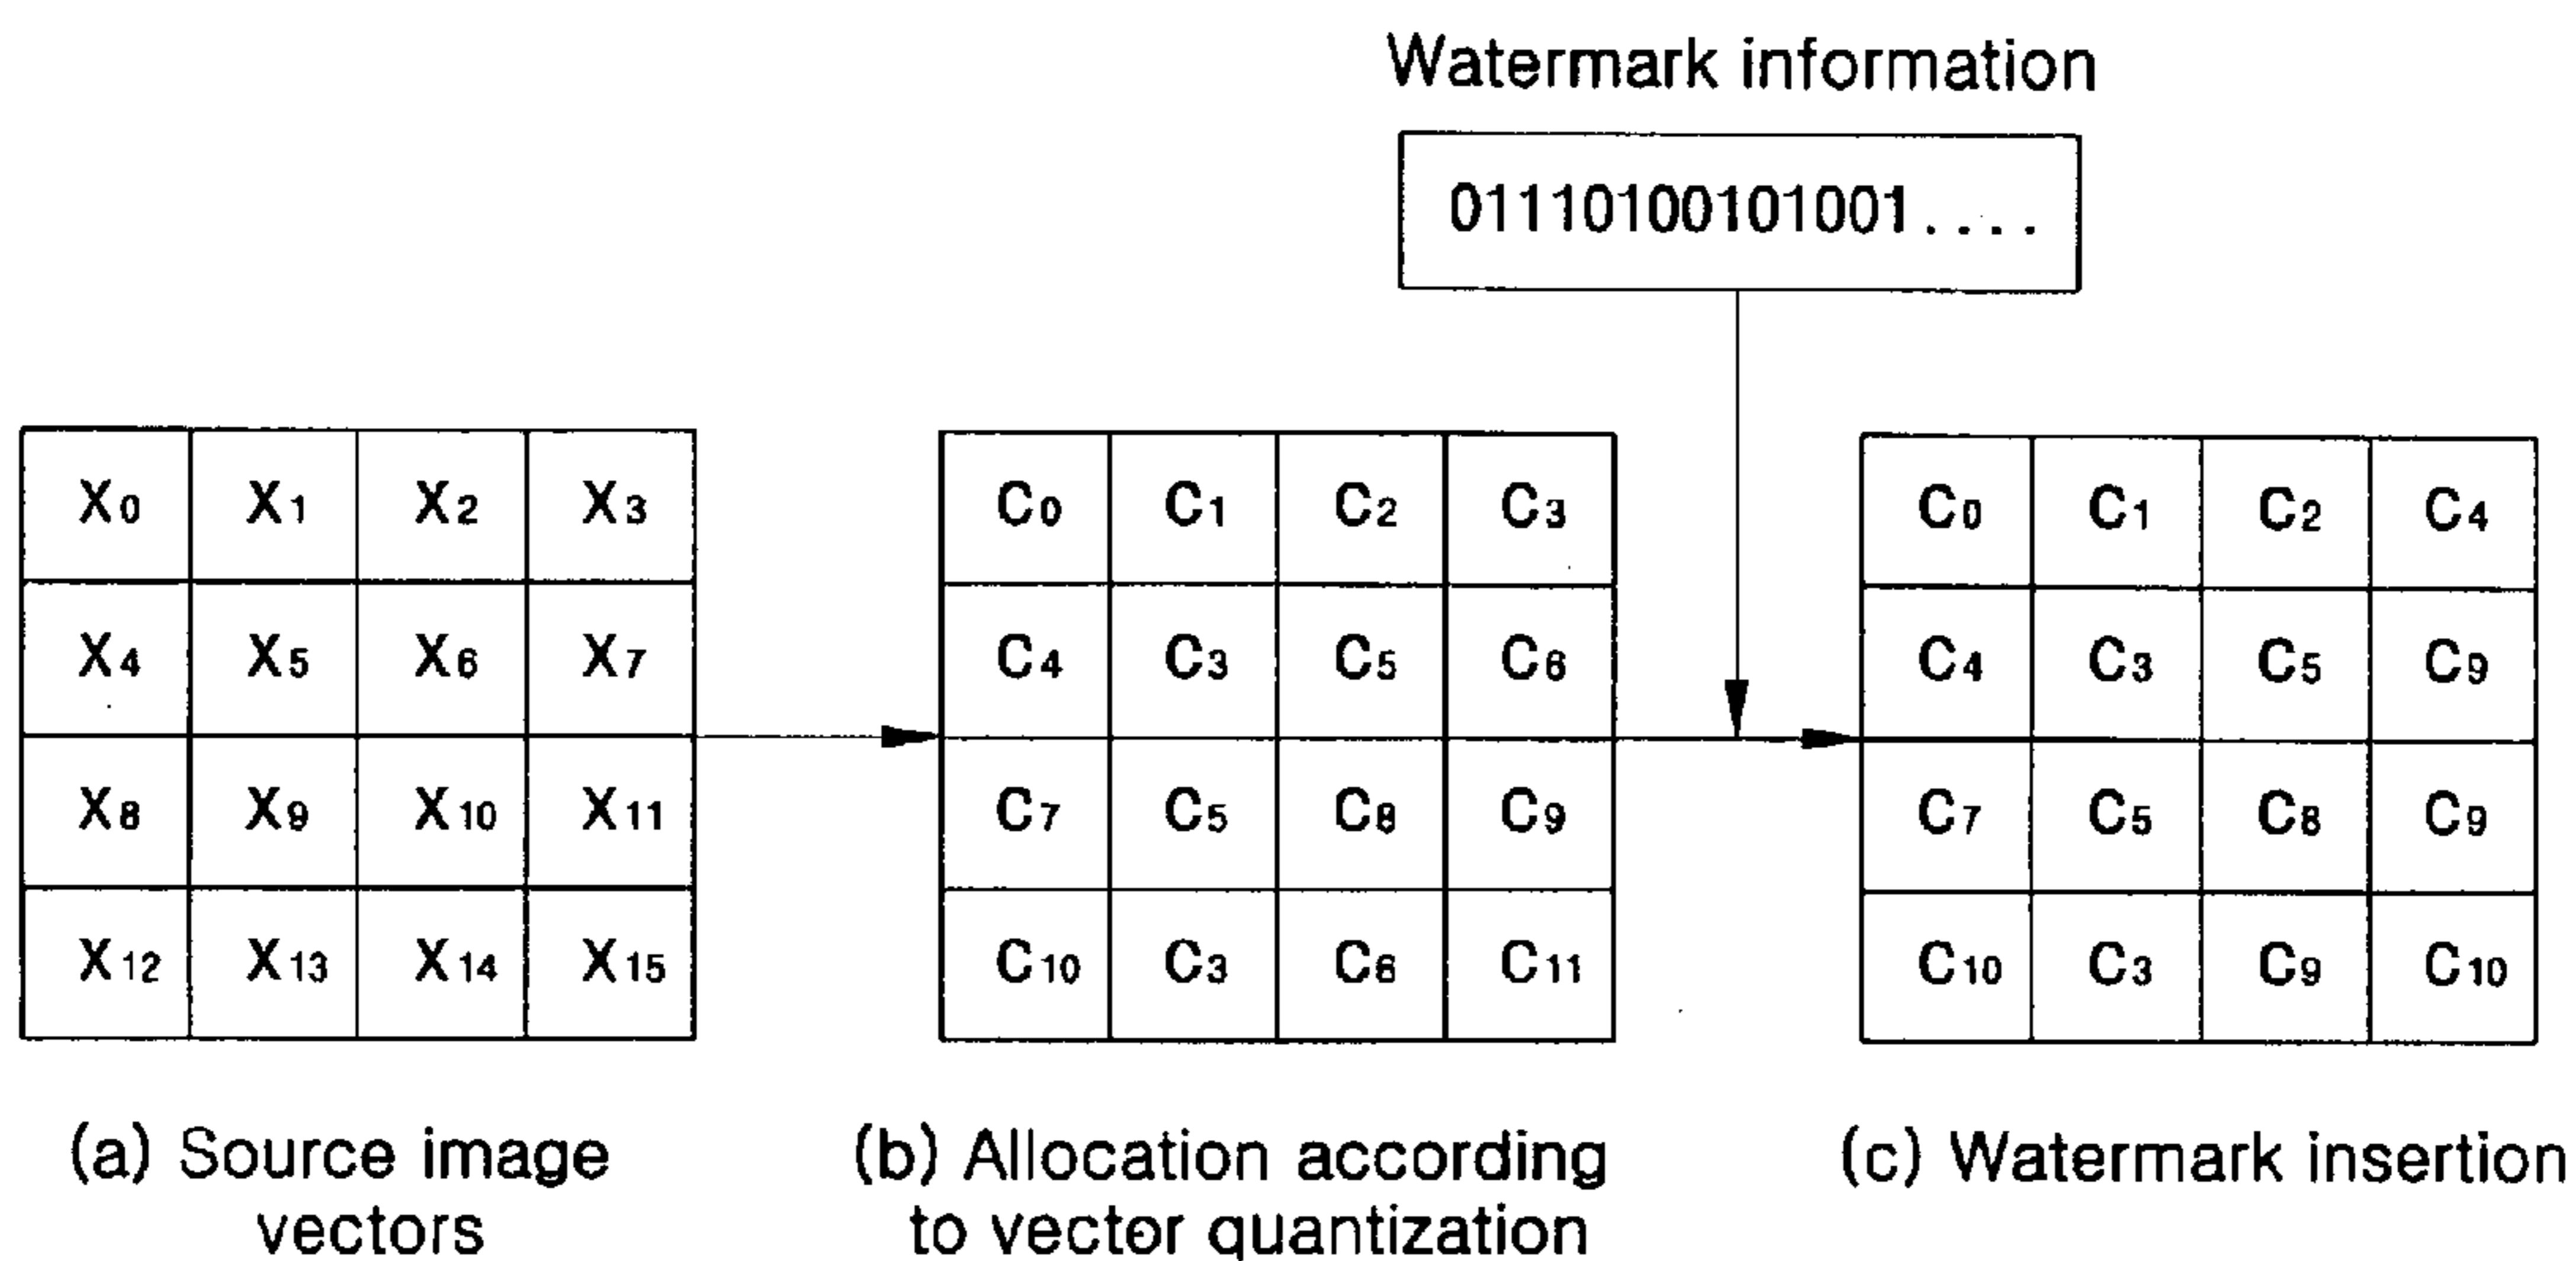 Watermark information
01110100101001....
X0 X1 X2 X3
X4 X5 X6 X7
X8 X9 X10 X11
X12 X13 X14 X15
C0 C1 C2 C3
C4 C3 C5 C6
C7 C5 C8 C9
C10 C3 C6 C11
C0 C1 C2 C4
C4 C3 C5 C9
C7 C5 C8 C9
C10 C3 C9 C10
(a) Source image
vectors
(b) Allocation according
to vector quantization
(c) Watermark insertion